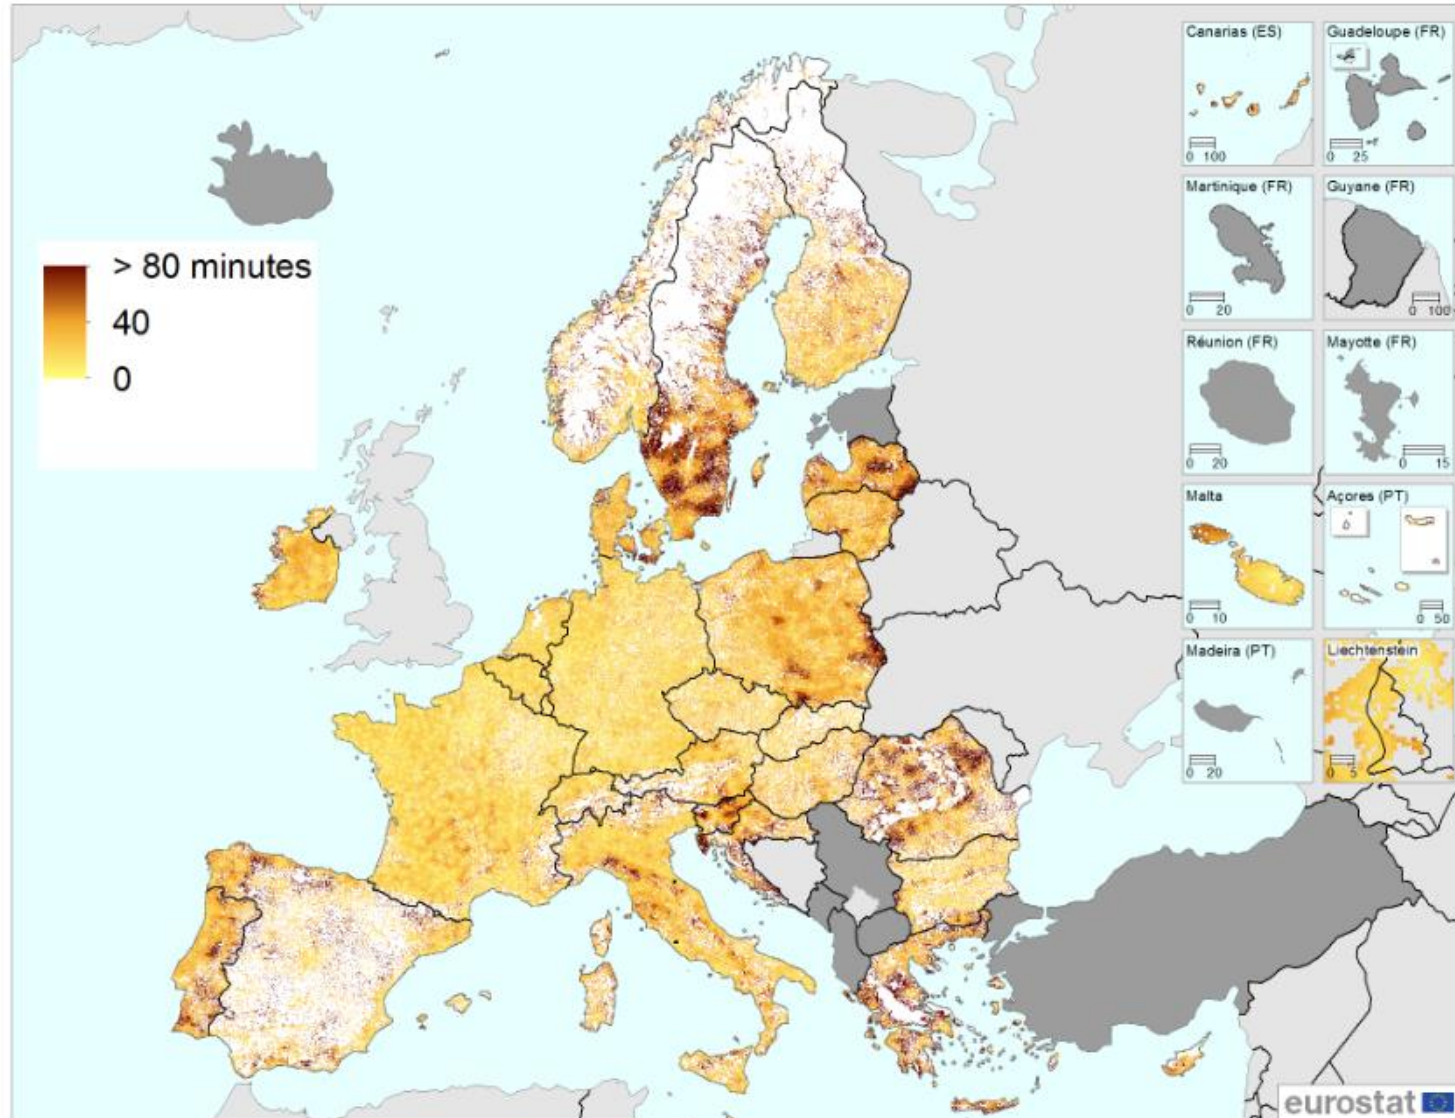 > 80 minutes
40
0
Canarias (ES)
0 100
Guadeloupe (FR)
0 25
Martinique (FR)
0 20
Guyane (FR)
0 100
Réunion (FR)
0 20
Mayotte (FR)
0 15
Malta
0 10
Açores (PT)
0 50
Madeira (PT)
0 20
Liechtenstein
0 5
eurostat